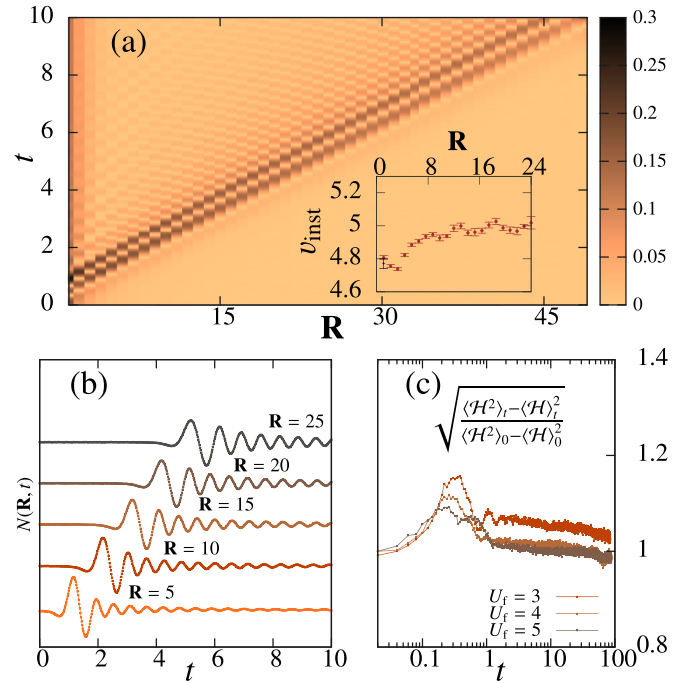 (a)
10
8
6
4
2
0
t
15
30
45
R
R
0 8 16 24
5.2
5
4.8
4.6
v_inst
0.3
0.25
0.2
0.15
0.1
0.05
0
(b)
R = 25
R = 20
R = 15
R = 10
R = 5
N(R, t)
0 2 4 6 8 10
t
(c)
√((⟨H²⟩_t−⟨H⟩_t²)/(⟨H²⟩_0−⟨H⟩_0²))
1.4
1.2
1
0.8
U_f = 3
U_f = 4
U_f = 5
0.1 1 10 100
t